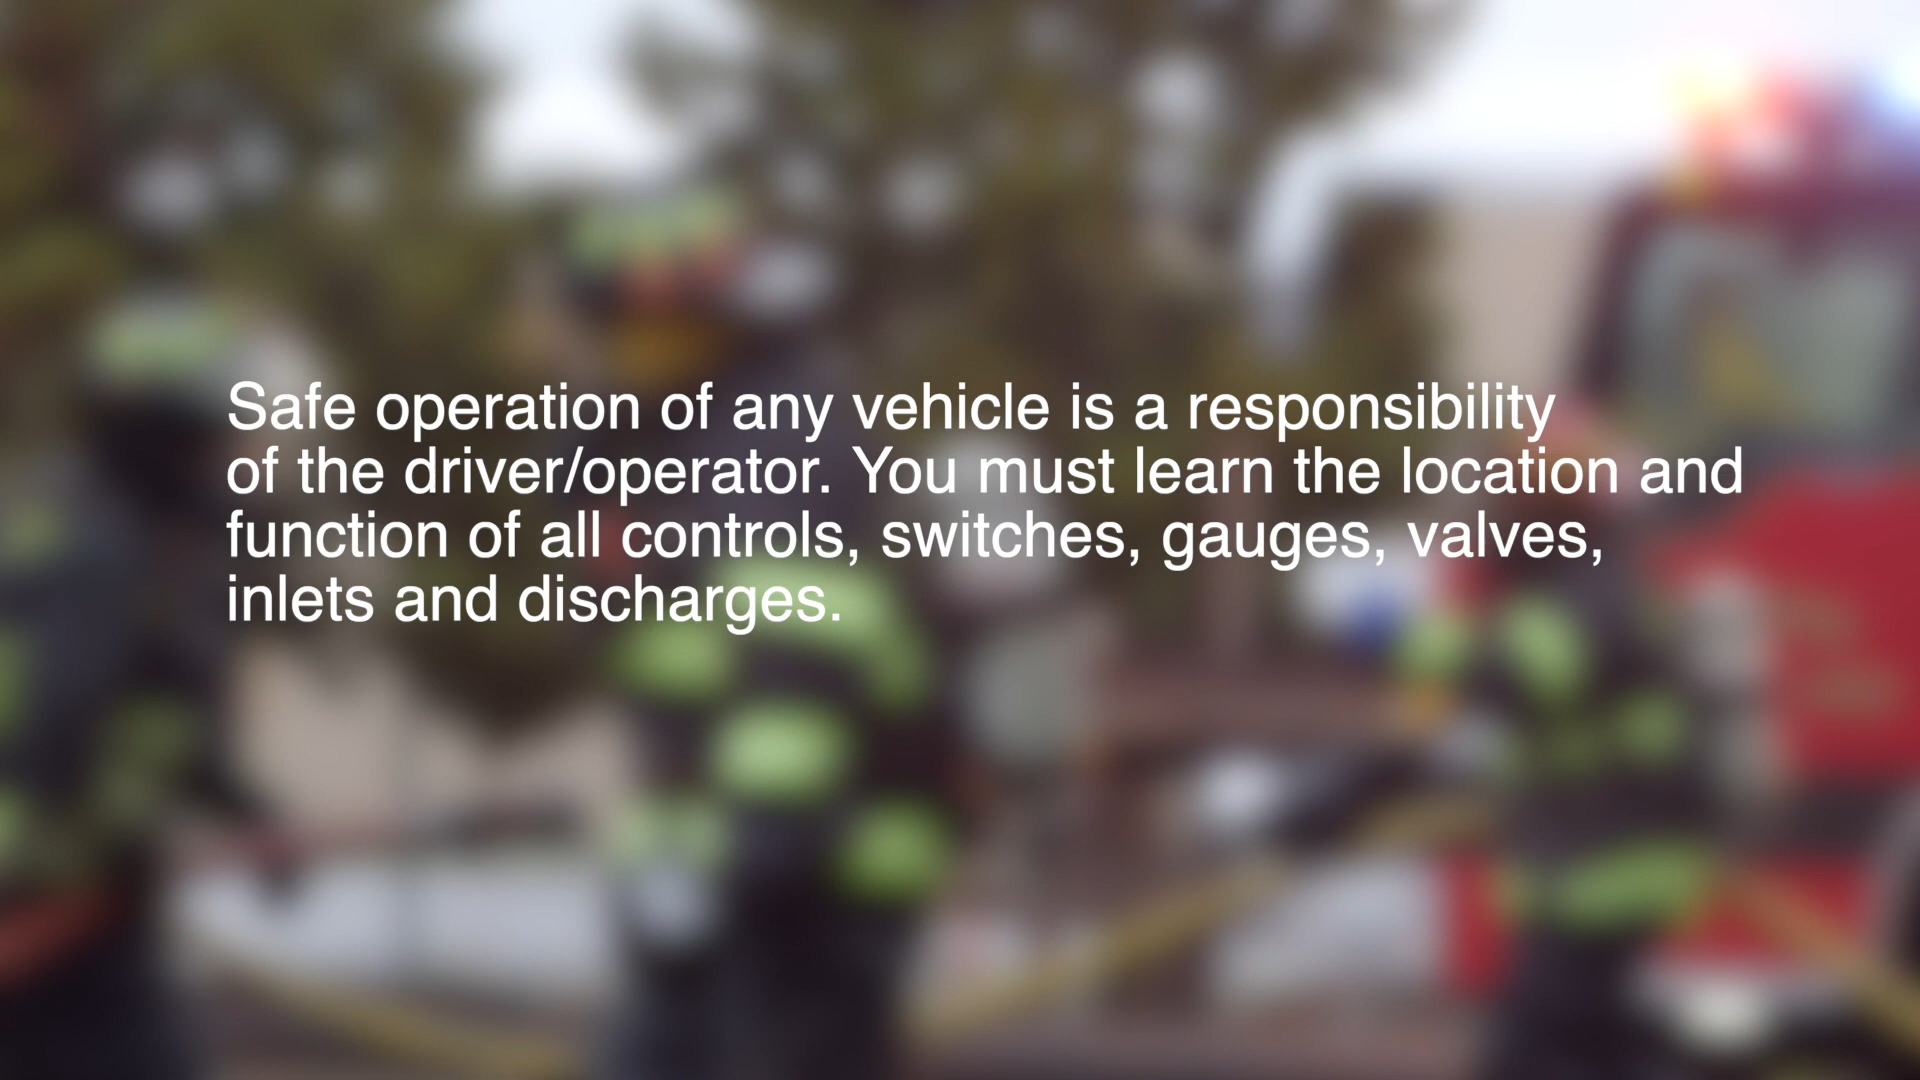 Safe operation of any vehicle is a responsibility
of the driver/operator. You must learn the location and
function of all controls, switches, gauges, valves,
inlets and discharges.